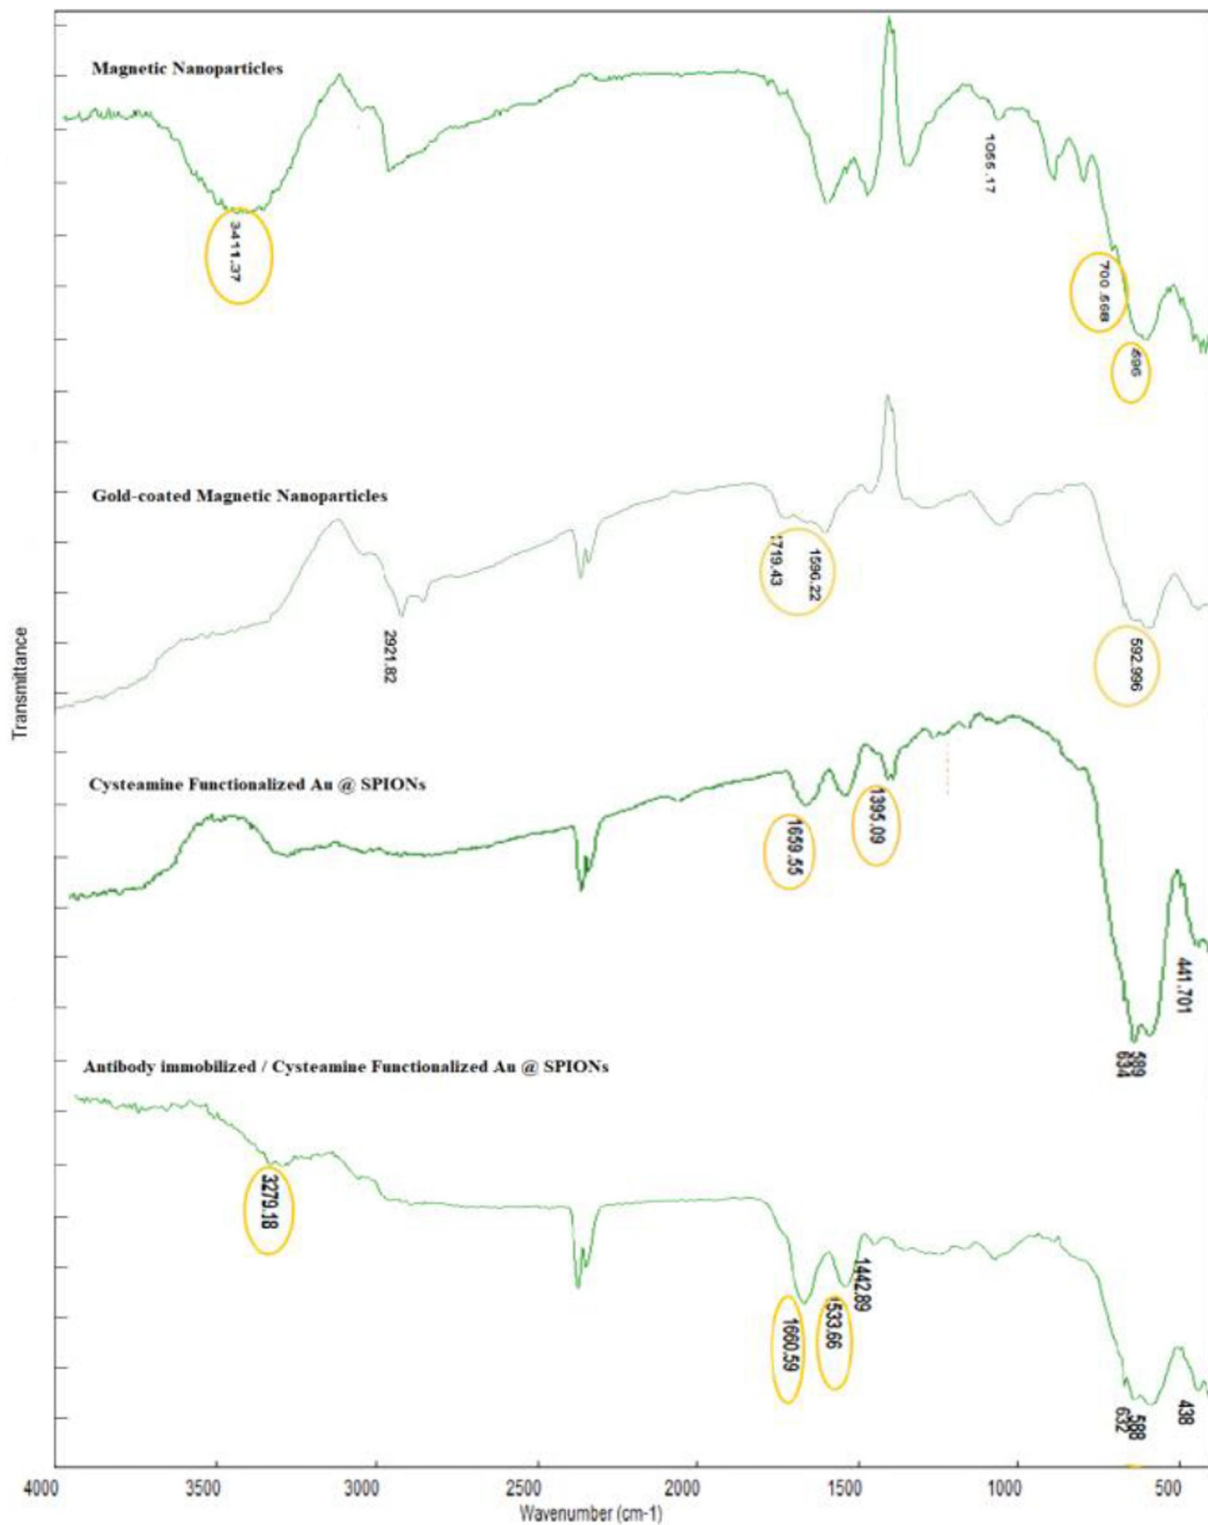 Magnetic Nanoparticles
3411.37
1055.17
700.568
596
Gold-coated Magnetic Nanoparticles
2921.82
1719.43
1596.22
592.996
Transmittance
Cysteamine Functionalized Au @ SPIONs
1659.55
1395.09
441.701
589
634
Antibody immobilized / Cysteamine Functionalized Au @ SPIONs
3279.18
1660.59
1533.66
1442.89
438
588
632
4000 3500 3000 2500 2000 1500 1000 500
Wavenumber (cm-1)